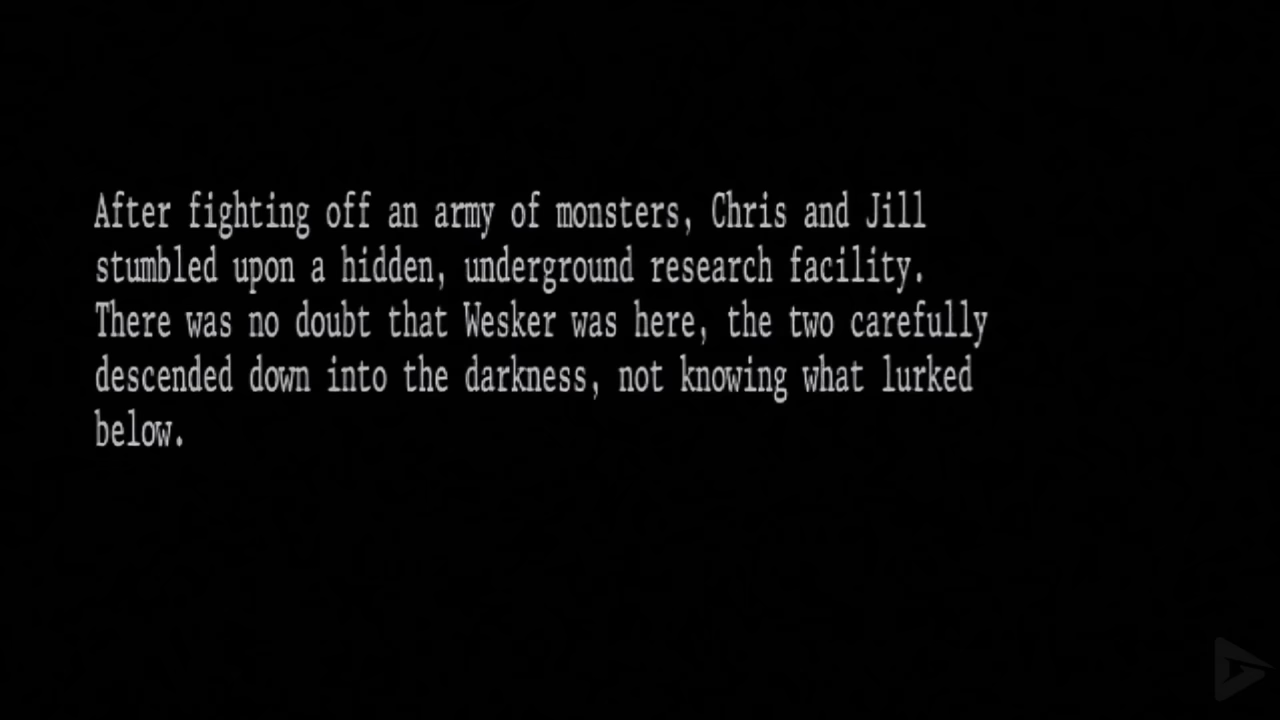 After fighting off an army of monsters, Chris and Jill
stumbled upon a hidden, underground research facility.
There was no doubt that Wesker was here, the two carefully
descended down into the darkness, not knowing what lurked
below.